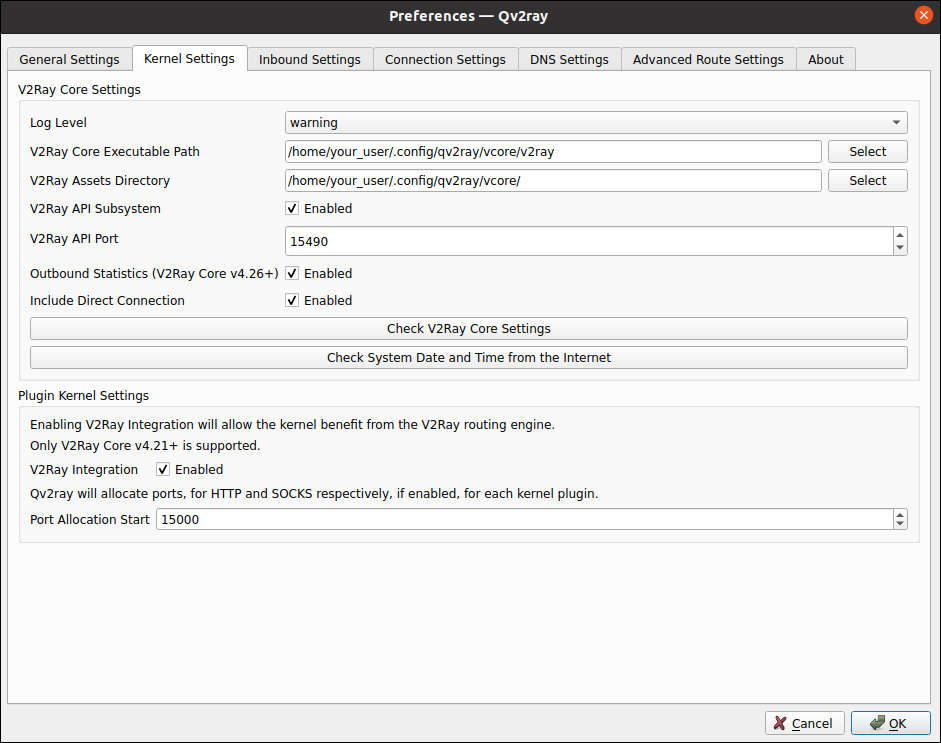 Preferences — Qv2ray
General Settings Kernel Settings Inbound Settings Connection Settings DNS Settings Advanced Route Settings About
V2Ray Core Settings
Log Level warning
V2Ray Core Executable Path /home/your_user/.config/qv2ray/vcore/v2ray Select
V2Ray Assets Directory /home/your_user/.config/qv2ray/vcore/ Select
V2Ray API Subsystem Enabled
V2Ray API Port 15490
Outbound Statistics (V2Ray Core v4.26+) Enabled
Include Direct Connection Enabled
Check V2Ray Core Settings
Check System Date and Time from the Internet
Plugin Kernel Settings
Enabling V2Ray Integration will allow the kernel benefit from the V2Ray routing engine.
Only V2Ray Core v4.21+ is supported.
V2Ray Integration Enabled
Qv2ray will allocate ports, for HTTP and SOCKS respectively, if enabled, for each kernel plugin.
Port Allocation Start 15000
Cancel OK